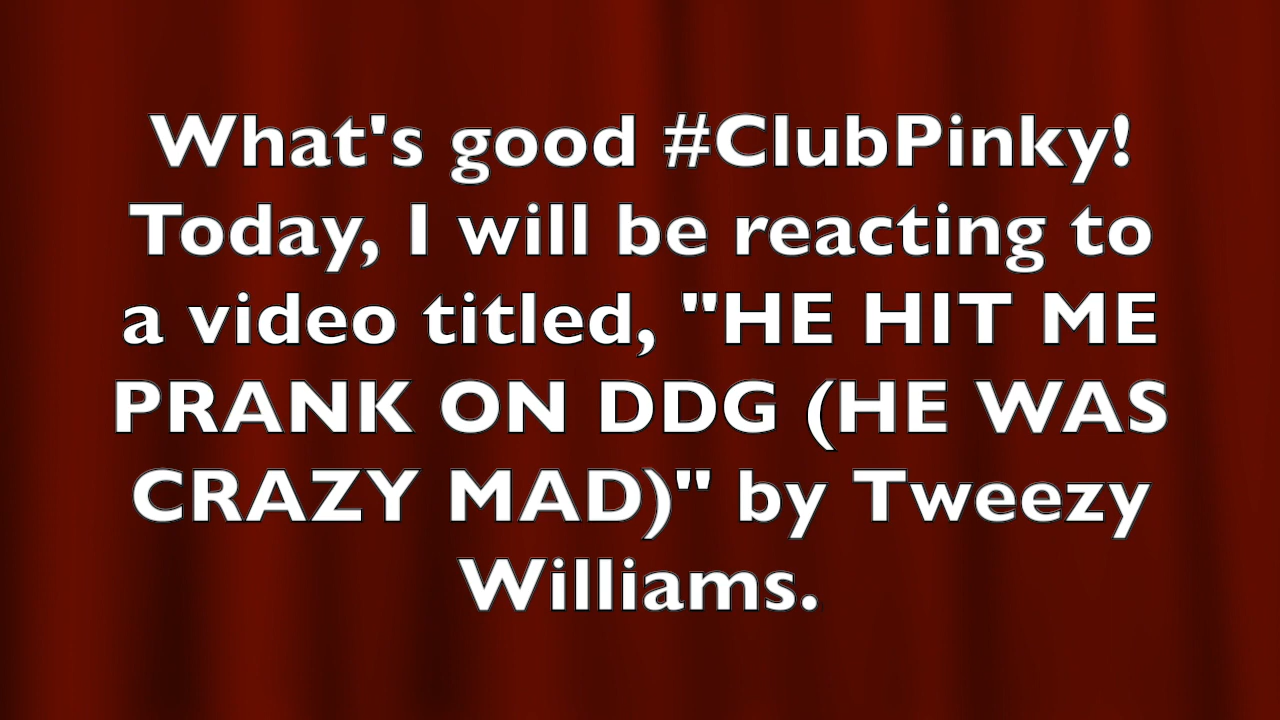 What's good #ClubPinky!
Today, I will be reacting to
a video titled, "HE HIT ME
PRANK ON DDG (HE WAS
CRAZY MAD)" by Tweezy
Williams.